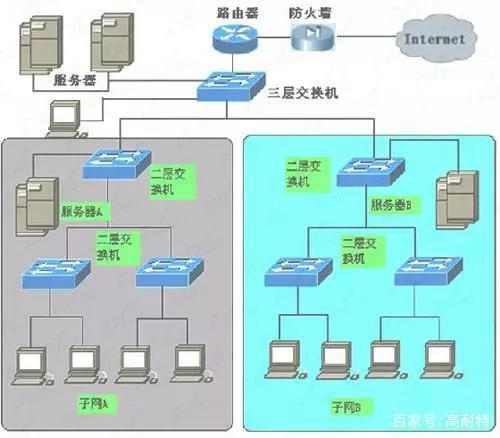 路由器
防火墙
Internet
服务器
三层交换机
二层交
换机
服务器A
二层交
换机
子网A
二层交
换机
服务器B
二层交
换机
子网B
百家号/高耐特